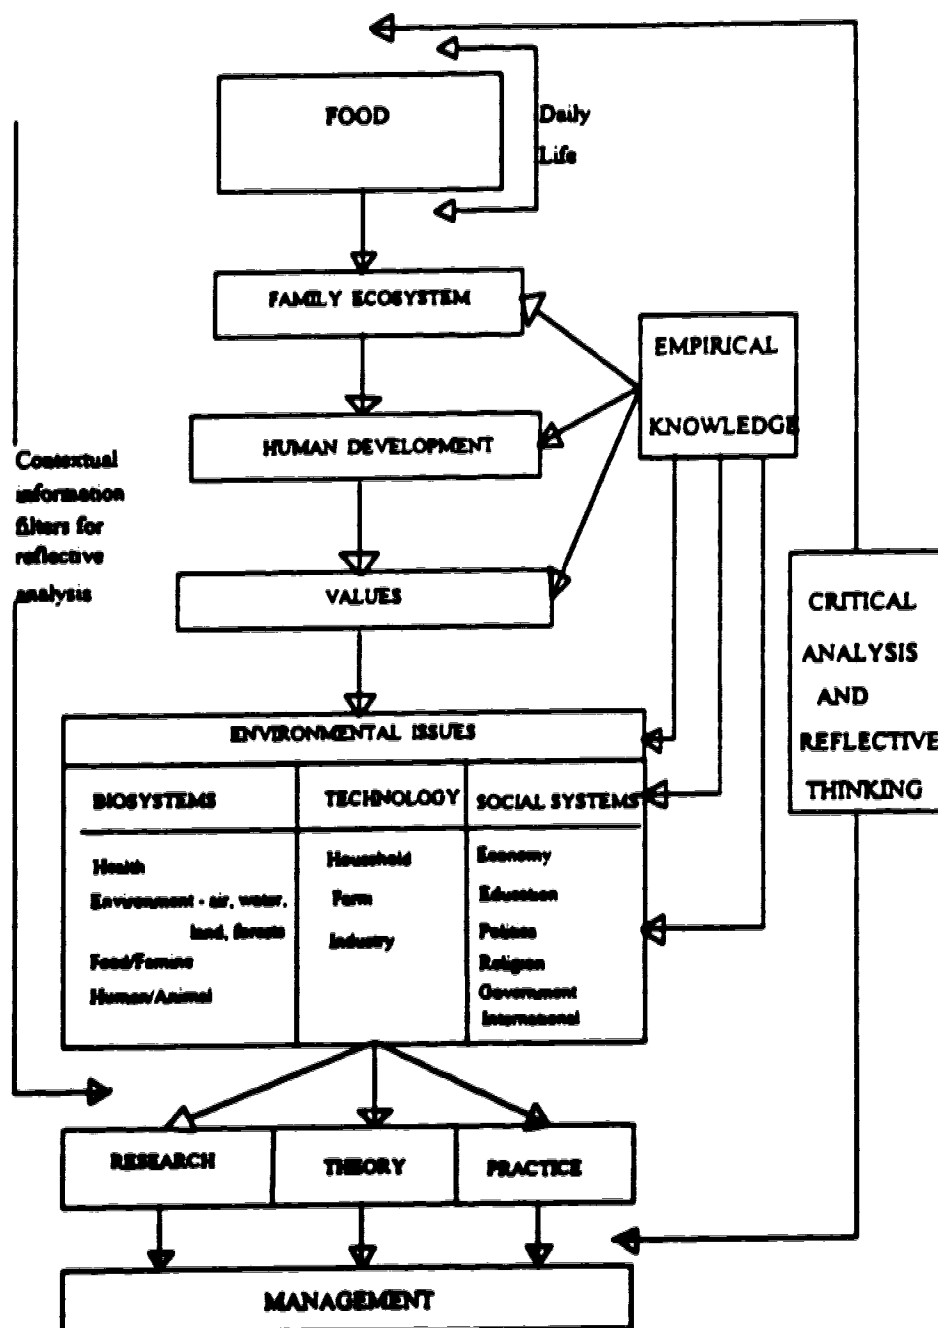 FOOD
Daily
Life
FAMILY ECOSYSTEM
EMPIRICAL
KNOWLEDGE
HUMAN DEVELOPMENT
Contextual
information
filters for
reflective
analysis
VALUES
CRITICAL
ANALYSIS
AND
REFLECTIVE
THINKING
ENVIRONMENTAL ISSUES
BIOSYSTEMS
Health
Environment - air, water,
land, forests
Food/Famine
Human/Animal
TECHNOLOGY
Household
Farm
Industry
SOCIAL SYSTEMS
Economy
Education
Religion
Government
International
RESEARCH
THEORY
PRACTICE
MANAGEMENT